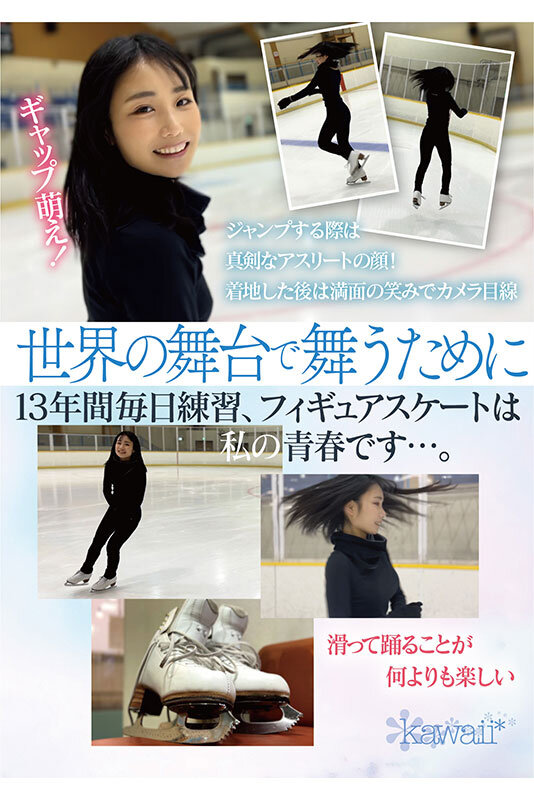 ギャップ萌え!
ジャンプする際は
真剣なアスリートの顔!
着地した後は満面の笑みでカメラ目線
世界の舞台で舞うために
13年間毎日練習、フィギュアスケートは
私の青春です…。
滑って踊ることが
何よりも楽しい
kawaii*